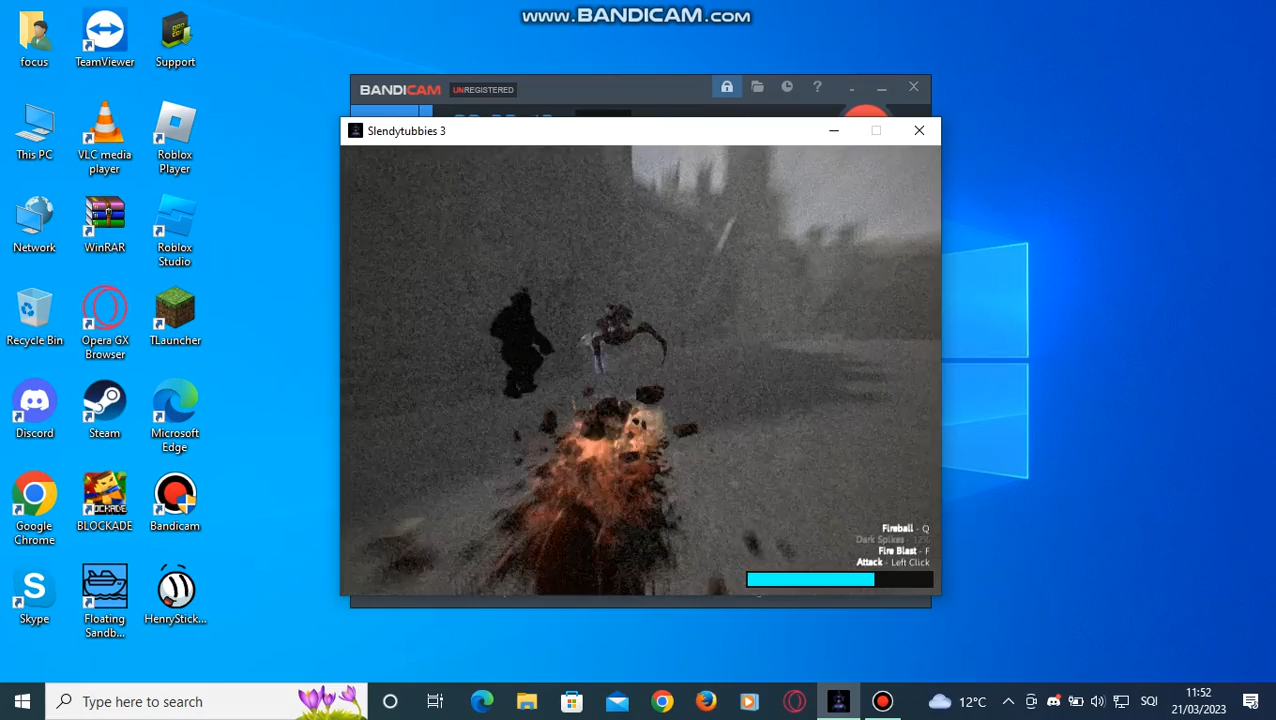 www.BANDICAM.com
focus
TeamViewer
Support
BANDICAM UNREGISTERED
?
Slendytubbies 3
This PC
VLC media player
Roblox Player
Network
WinRAR
Roblox Studio
Recycle Bin
Opera GX Browser
TLauncher
Discord
Steam
Microsoft Edge
Google Chrome
BLOCKADE
Bandicam
Fireball - Q
Dark Spikes - 12%
Fire Blast - F
Attack - Left Click
Skype
Floating Sandb...
HenryStick...
Type here to search
12°C
SQI
11:52
21/03/2023